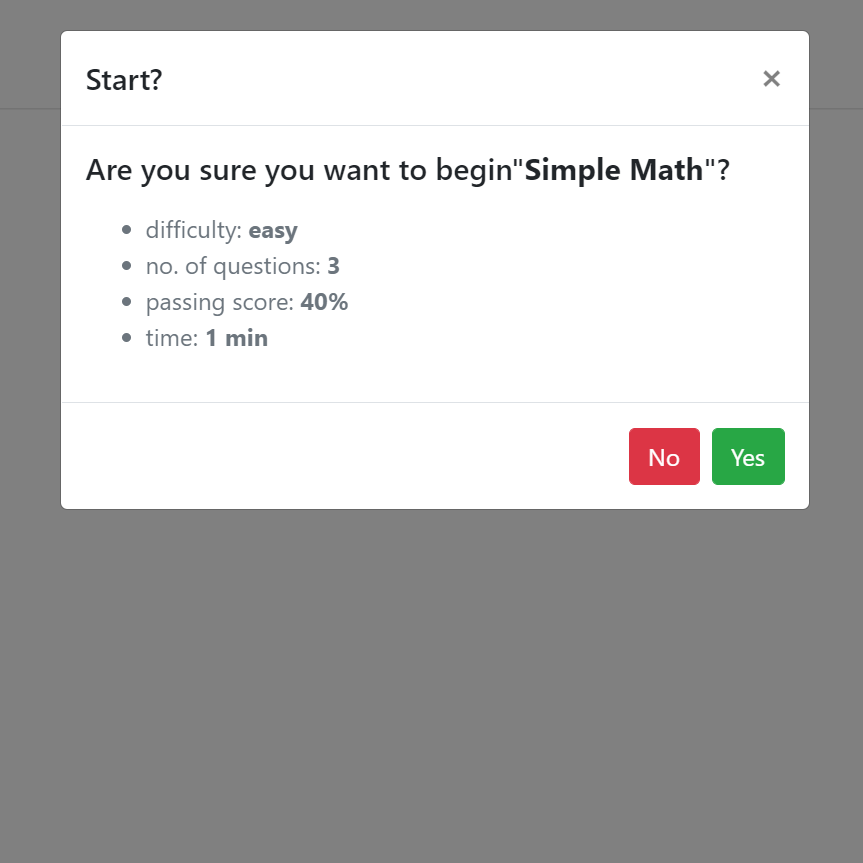 Start? ×
Are you sure you want to begin"Simple Math"?
difficulty: easy
no. of questions: 3
passing score: 40%
time: 1 min
No Yes